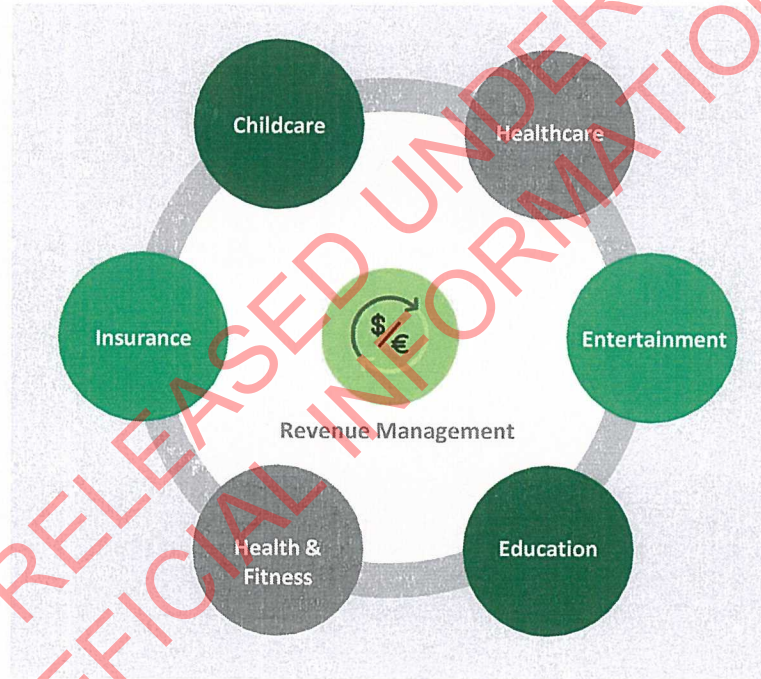 Childcare
Healthcare
Insurance
$/€
Entertainment
Revenue Management
Health &
Fitness
Education
RELEASED UNDER
OFFICIAL INFORMATION